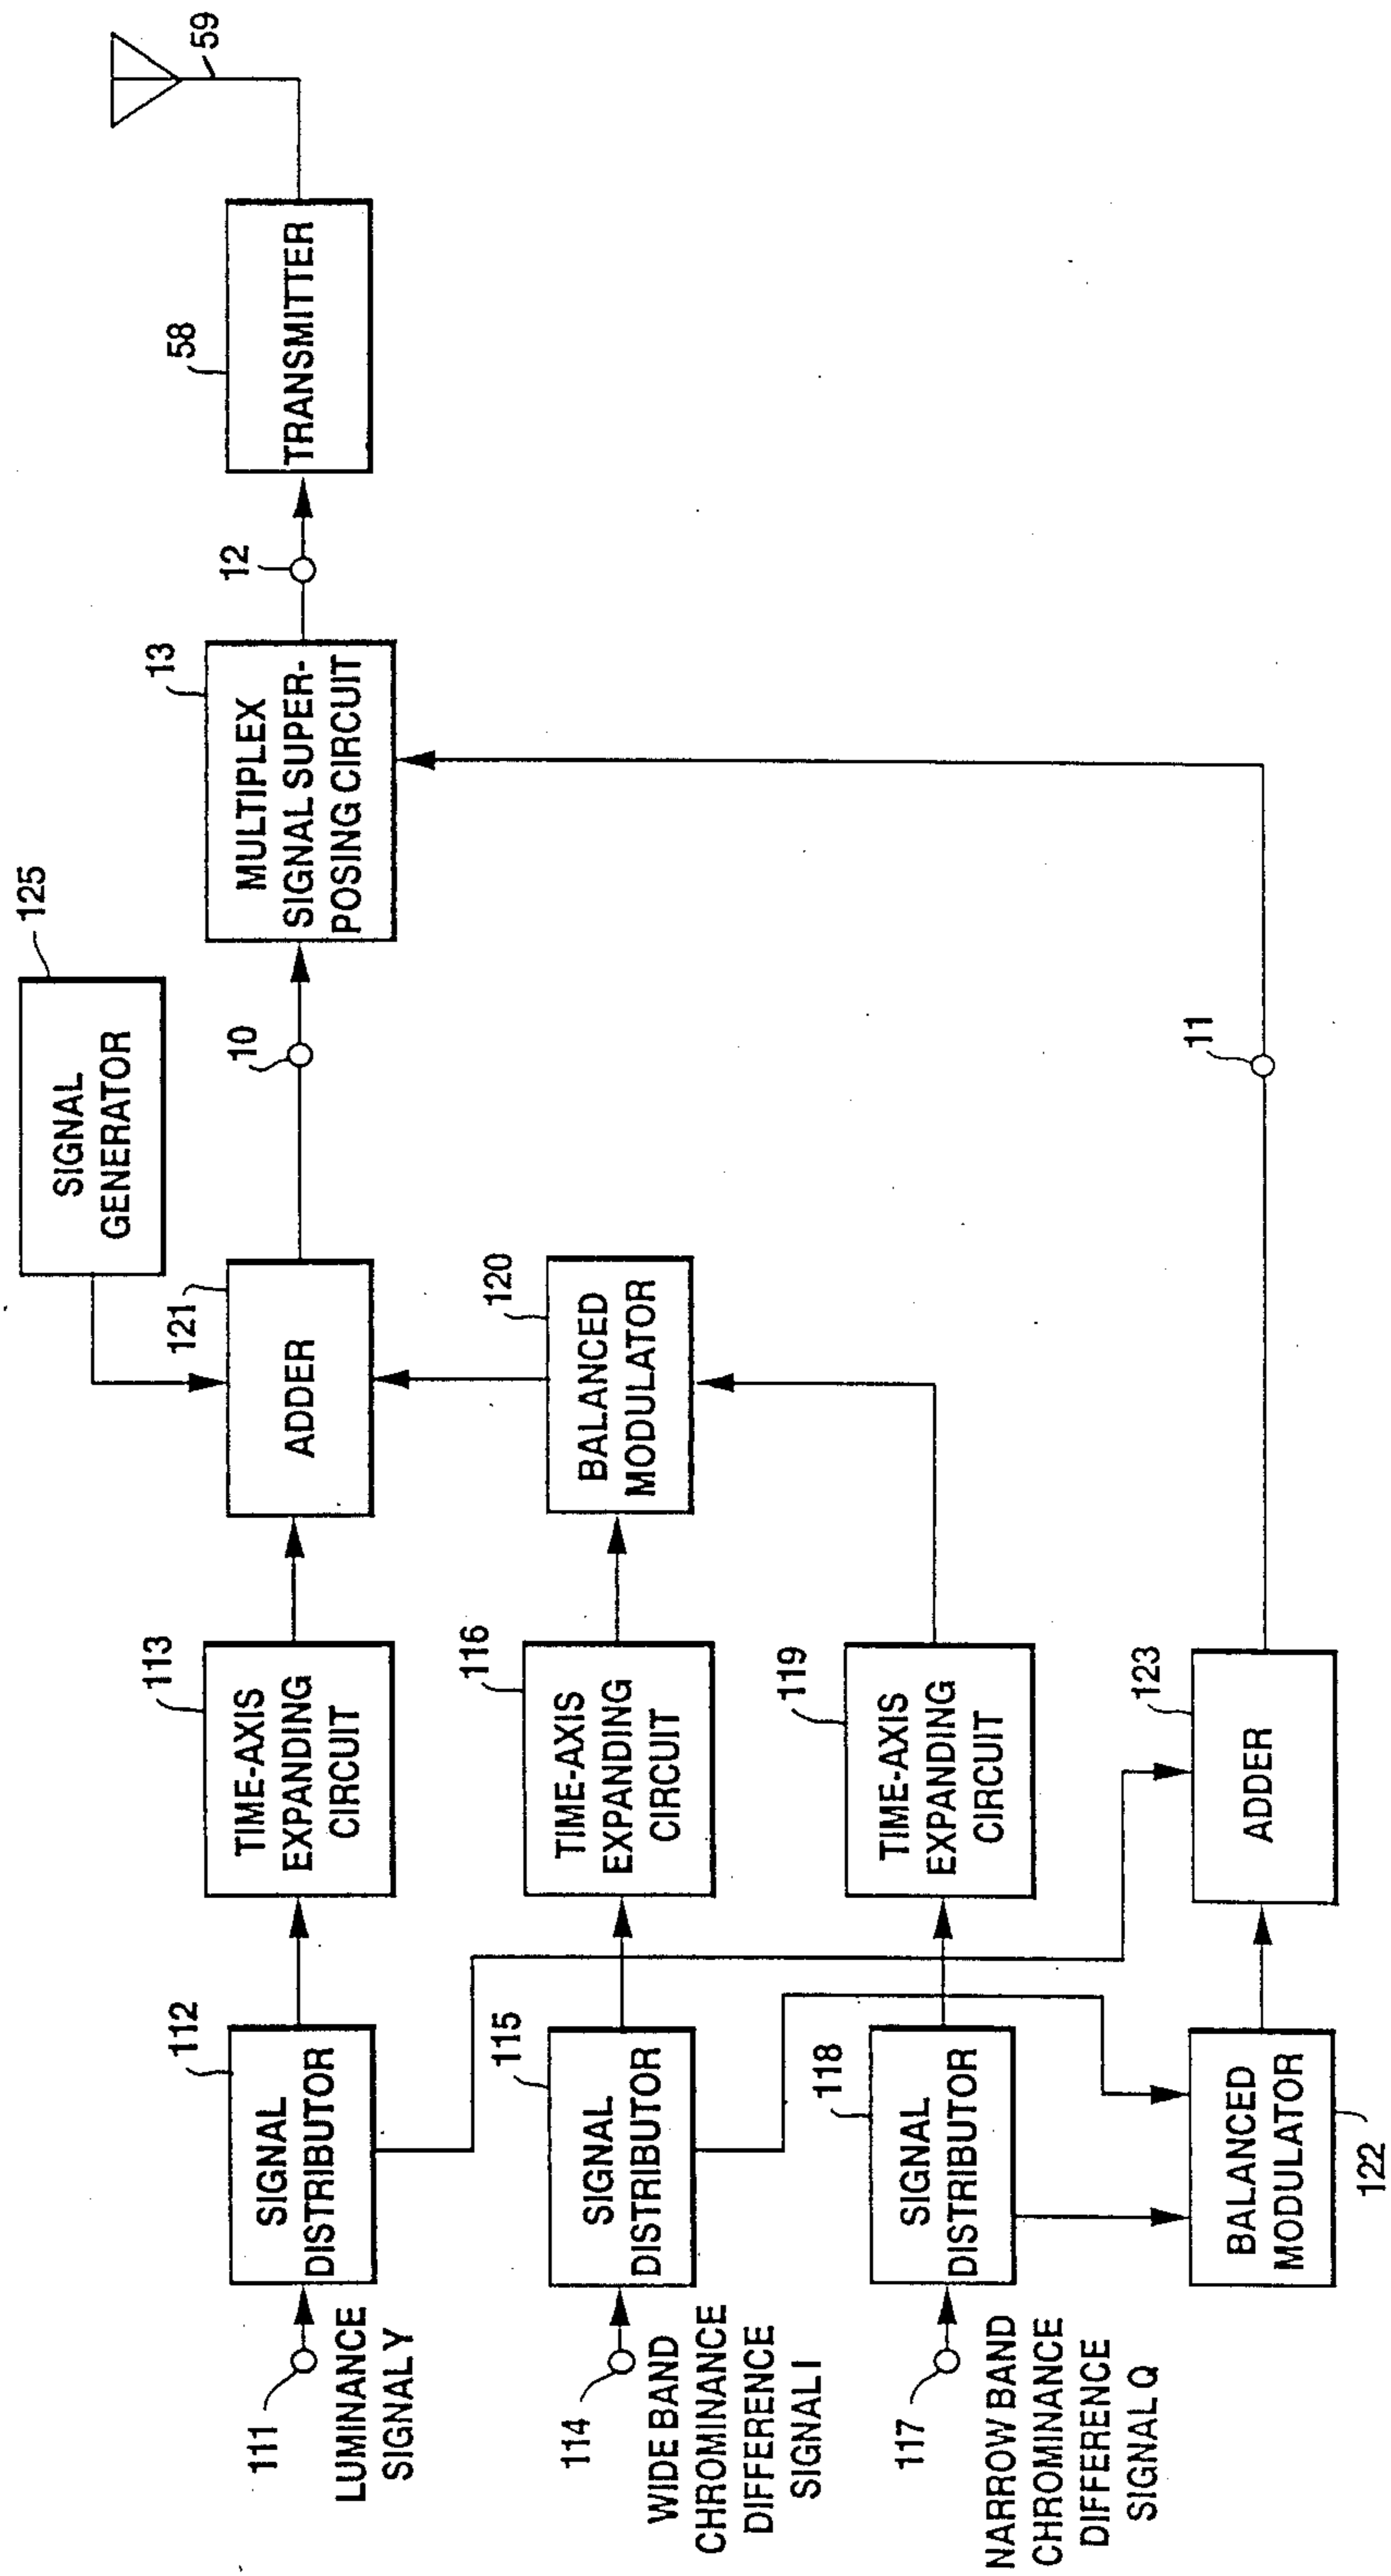 111
LUMINANCE
SIGNAL Y
112
SIGNAL
DISTRIBUTOR
113
TIME-AXIS
EXPANDING
CIRCUIT
121
ADDER
125
SIGNAL
GENERATOR
10
13
MULTIPLEX
SIGNAL SUPER-
POSING CIRCUIT
12
58
TRANSMITTER
59
114
WIDE BAND
CHROMINANCE
DIFFERENCE
SIGNAL I
115
SIGNAL
DISTRIBUTOR
116
TIME-AXIS
EXPANDING
CIRCUIT
120
BALANCED
MODULATOR
117
NARROW BAND
CHROMINANCE
DIFFERENCE
SIGNAL Q
118
SIGNAL
DISTRIBUTOR
119
TIME-AXIS
EXPANDING
CIRCUIT
BALANCED
MODULATOR
122
123
ADDER
11